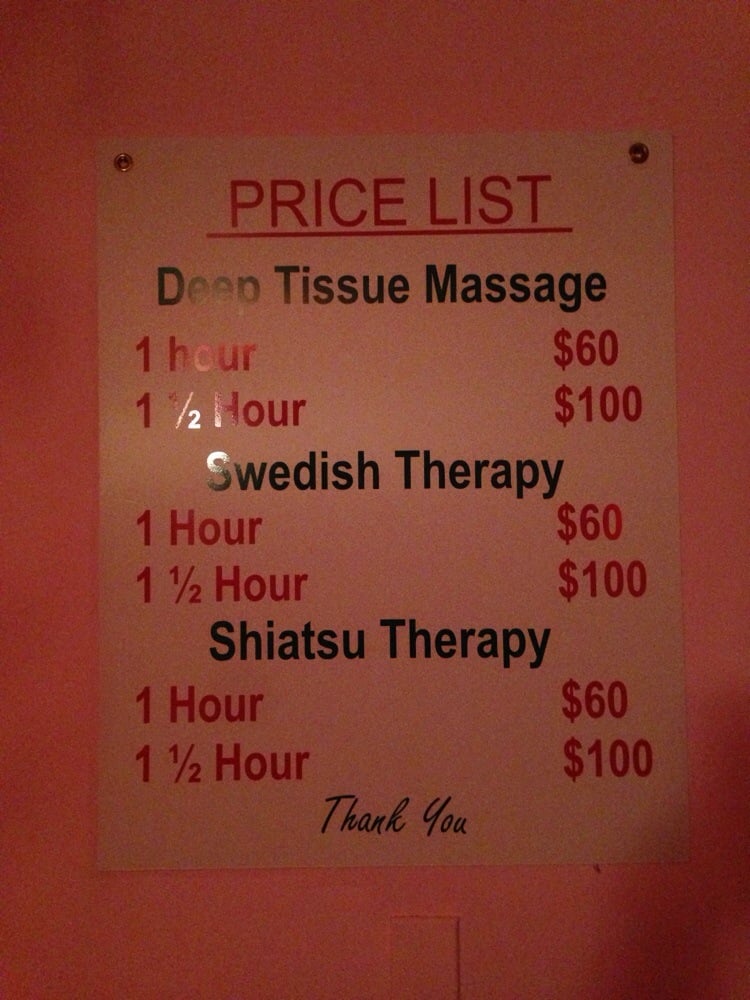 PRICE LIST
Deep Tissue Massage
1 hour $60
1 ½ Hour $100
Swedish Therapy
1 Hour $60
1 ½ Hour $100
Shiatsu Therapy
1 Hour $60
1 ½ Hour $100
Thank You